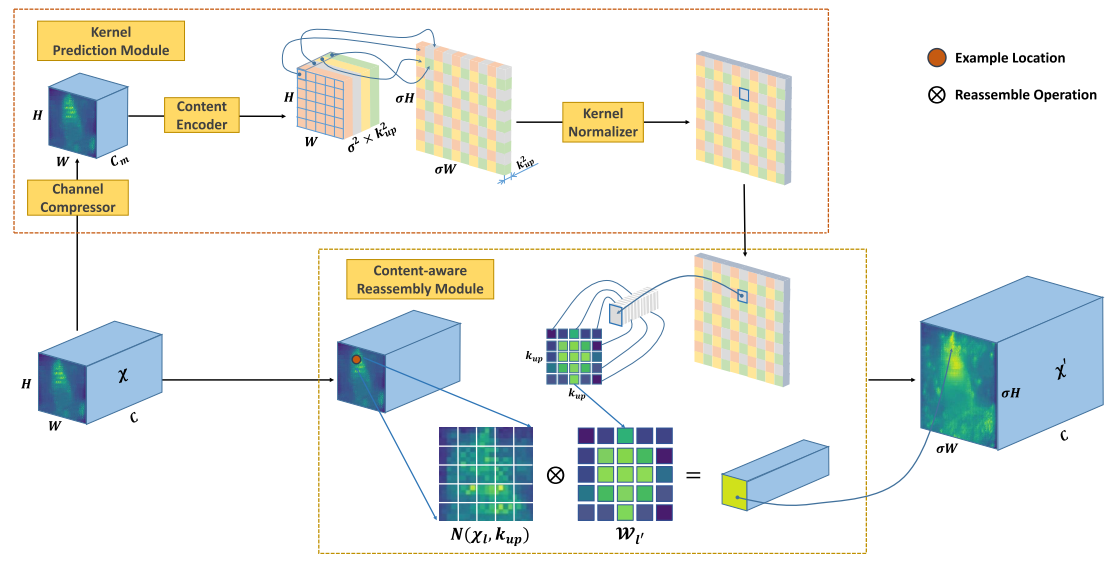 Kernel
Prediction Module
H
W
C_m
Content
Encoder
H
W
σ² × k²_up
σH
σW
k²_up
Kernel
Normalizer
Example Location
⊗ Reassemble Operation
Channel
Compressor
Content-aware
Reassembly Module
k_up
k_up
H
W
χ
C
N(χ_l, k_up)
⊗
𝒲_l′
=
χ′
σH
σW
C